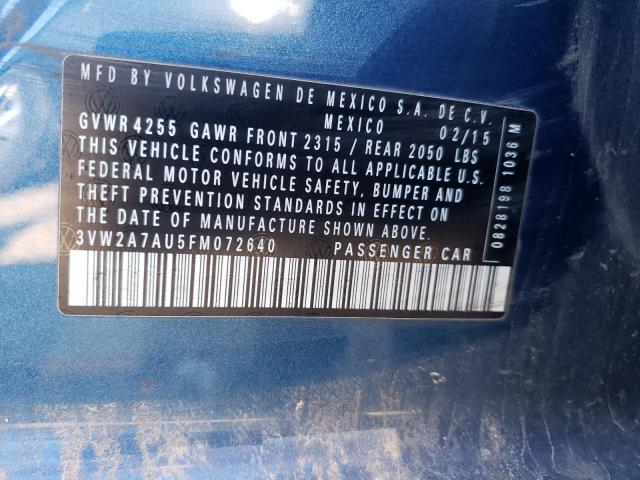 MFD BY VOLKSWAGEN DE MEXICO S.A. DE C.V.
MEXICO 02/15
GVWR 4255 GAWR FRONT 2315 / REAR 2050 LBS
THIS VEHICLE CONFORMS TO ALL APPLICABLE U.S.
FEDERAL MOTOR VEHICLE SAFETY, BUMPER AND
THEFT PREVENTION STANDARDS IN EFFECT ON
THE DATE OF MANUFACTURE SHOWN ABOVE.
3VW2A7AU5FM072640 PASSENGER CAR
0828198 1036 M